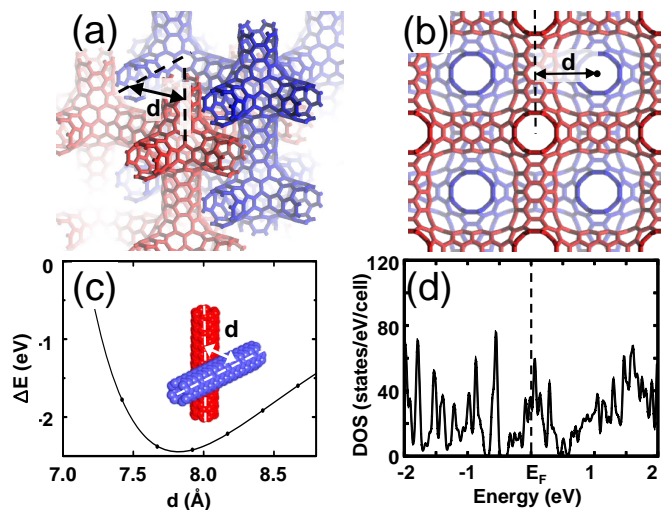 (a)
d
(b)
d
(c)
0
-1
-2
ΔE (eV)
d
7.0 7.5 8.0 8.5
d (Å)
(d)
120
80
40
0
DOS (states/eV/cell)
-2 -1 E_F 1 2
Energy (eV)